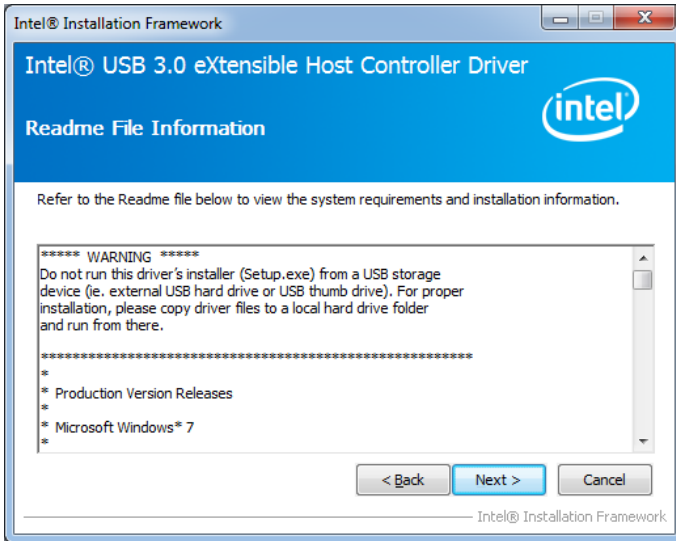 Intel® Installation Framework
Intel® USB 3.0 eXtensible Host Controller Driver
intel
Readme File Information
Refer to the Readme file below to view the system requirements and installation information.
***** WARNING *****
Do not run this driver's installer (Setup.exe) from a USB storage
device (ie. external USB hard drive or USB thumb drive). For proper
installation, please copy driver files to a local hard drive folder
and run from there.
*******************************************************
*
* Production Version Releases
*
* Microsoft Windows* 7
*
< Back
Next >
Cancel
Intel® Installation Framework